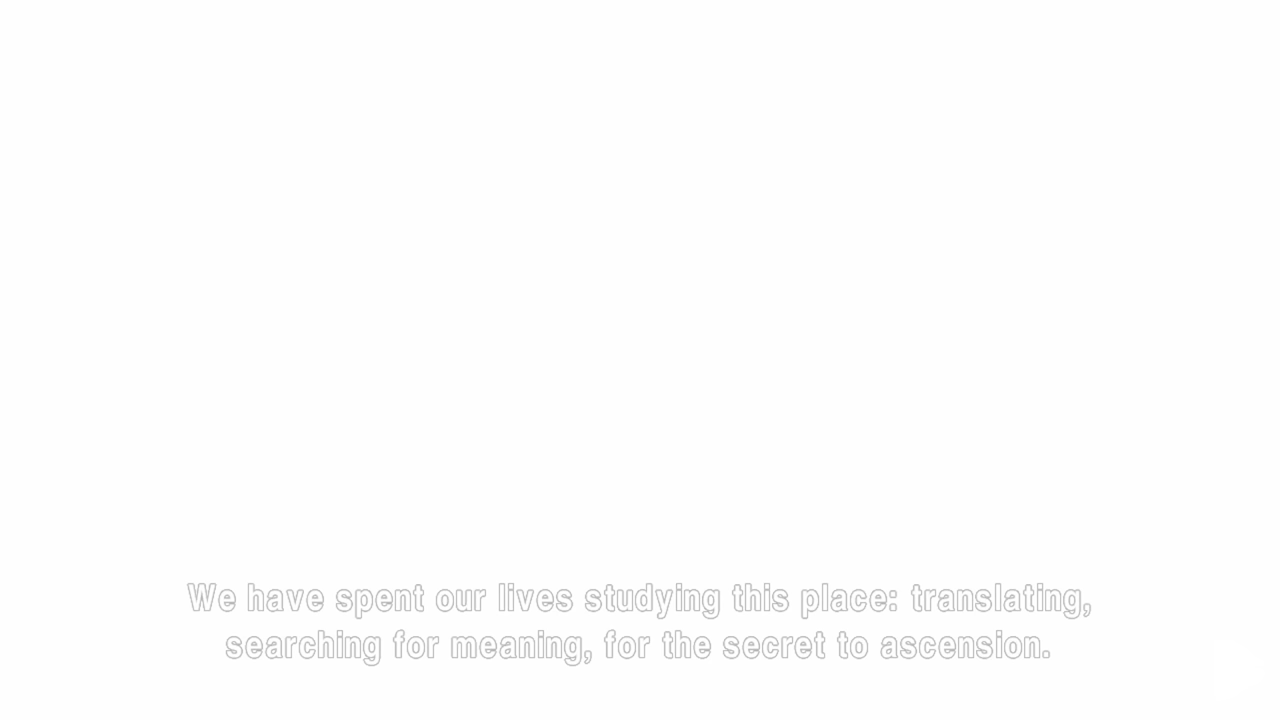 We have spent our lives studying this place: translating,
searching for meaning, for the secret to ascension.